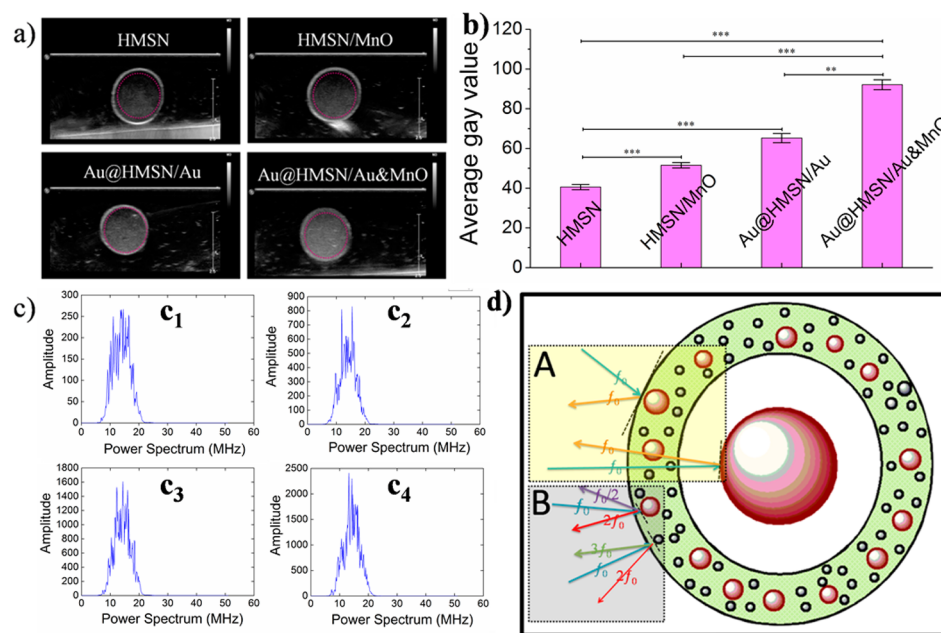 a)
HMSN
HMSN/MnO
Au@HMSN/Au
Au@HMSN/Au&MnO
b)
Average gay value
120
100
80
60
40
20
0
***
***
**
***
***
HMSN
HMSN/MnO
Au@HMSN/Au
Au@HMSN/Au&MnO
c)
c1
Amplitude
300
250
200
150
100
50
0
0 10 20 30 40 50 60
Power Spectrum (MHz)
c2
Amplitude
900
800
700
600
500
400
300
200
100
0
0 10 20 30 40 50 60
Power Spectrum (MHz)
c3
Amplitude
1800
1600
1400
1200
1000
800
600
400
200
0
0 10 20 30 40 50 60
Power Spectrum (MHz)
c4
Amplitude
2500
2000
1500
1000
500
0
0 10 20 30 40 50 60
Power Spectrum (MHz)
d)
A
f0
f0
f0
f0
B
f0/2
f0
2f0
3f0
f0
2f0